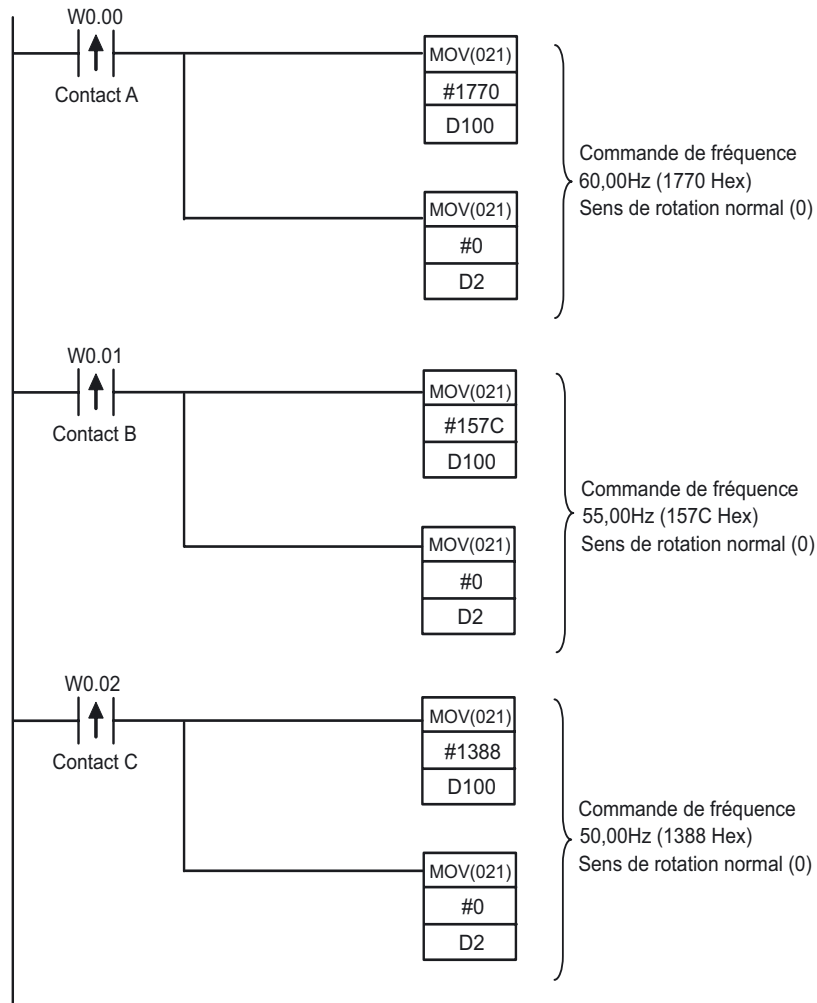 W0.00
Contact A
MOV(021)
#1770
D100
MOV(021)
#0
D2
Commande de fréquence
60,00Hz (1770 Hex)
Sens de rotation normal (0)
W0.01
Contact B
MOV(021)
#157C
D100
MOV(021)
#0
D2
Commande de fréquence
55,00Hz (157C Hex)
Sens de rotation normal (0)
W0.02
Contact C
MOV(021)
#1388
D100
MOV(021)
#0
D2
Commande de fréquence
50,00Hz (1388 Hex)
Sens de rotation normal (0)